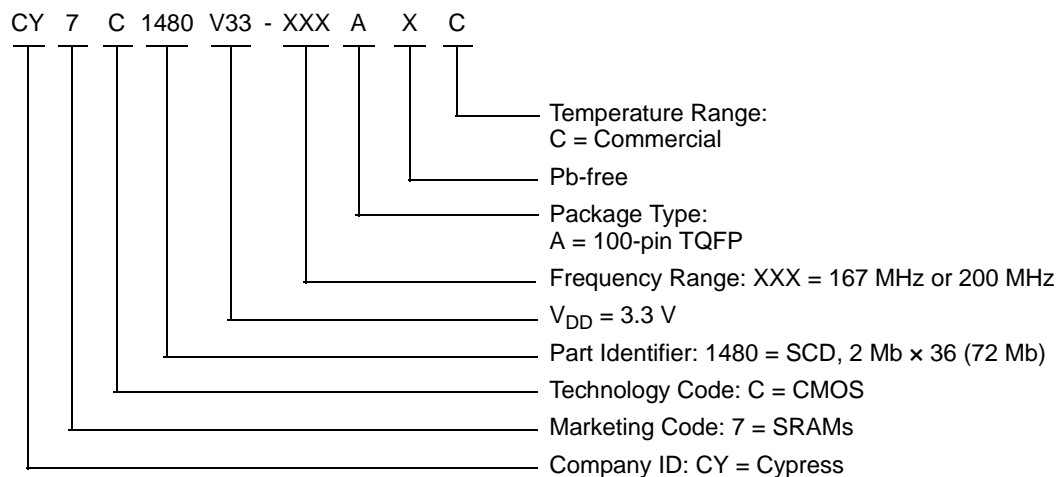 CY 7 C 1480 V33 - XXX A X C
Temperature Range:
C = Commercial
Pb-free
Package Type:
A = 100-pin TQFP
Frequency Range: XXX = 167 MHz or 200 MHz
VDD = 3.3 V
Part Identifier: 1480 = SCD, 2 Mb × 36 (72 Mb)
Technology Code: C = CMOS
Marketing Code: 7 = SRAMs
Company ID: CY = Cypress